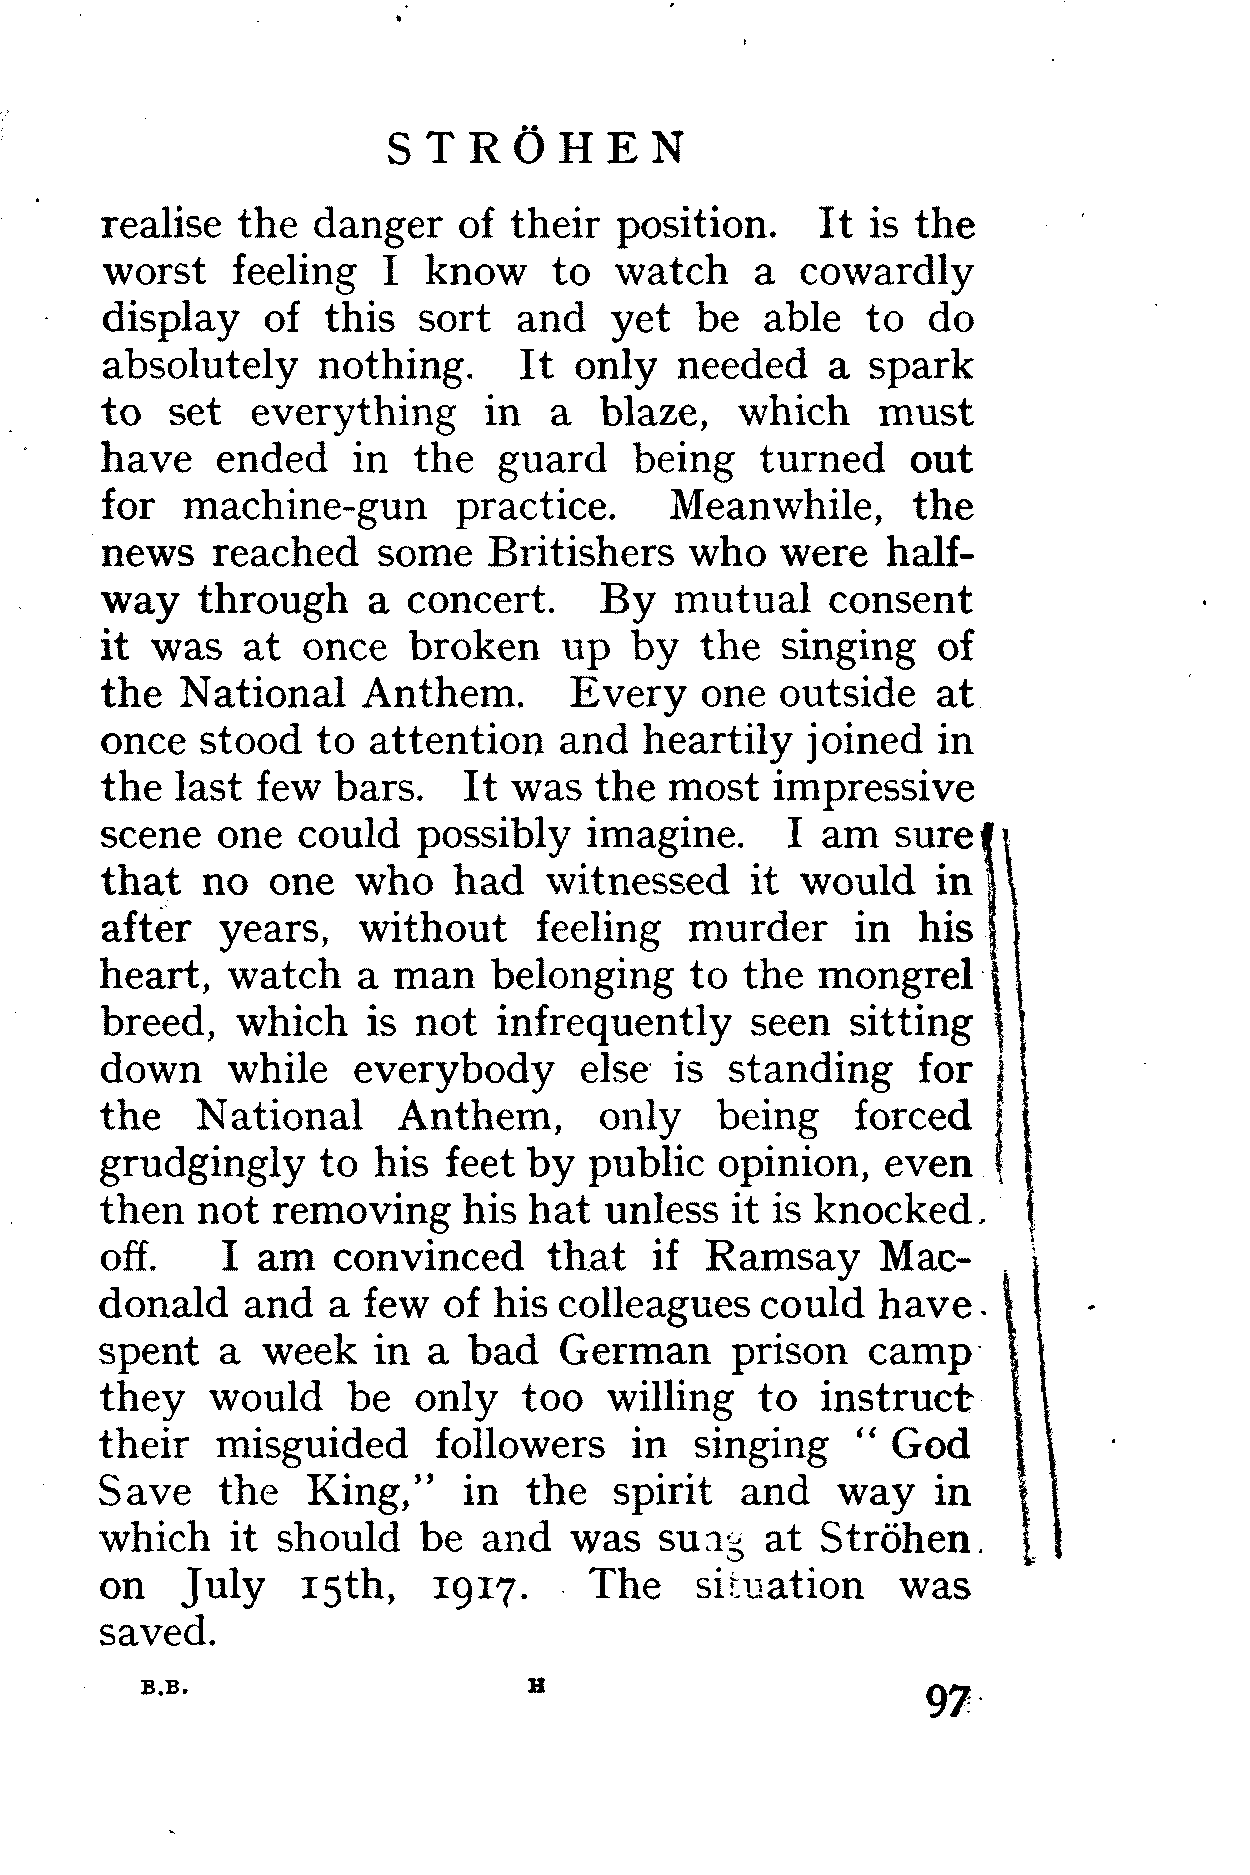 STRÖHEN
realise the danger of their position. It is the
worst feeling I know to watch a cowardly
display of this sort and yet be able to do
absolutely nothing. It only needed a spark
to set everything in a blaze, which must
have ended in the guard being turned out
for machine-gun practice. Meanwhile, the
news reached some Britishers who were half-
way through a concert. By mutual consent
it was at once broken up by the singing of
the National Anthem. Every one outside at
once stood to attention and heartily joined in
the last few bars. It was the most impressive
scene one could possibly imagine. I am sure
that no one who had witnessed it would in
after years, without feeling murder in his
heart, watch a man belonging to the mongrel
breed, which is not infrequently seen sitting
down while everybody else is standing for
the National Anthem, only being forced
grudgingly to his feet by public opinion, even
then not removing his hat unless it is knocked
off. I am convinced that if Ramsay Mac-
donald and a few of his colleagues could have
spent a week in a bad German prison camp
they would be only too willing to instruct
their misguided followers in singing " God
Save the King," in the spirit and way in
which it should be and was sung at Ströhen
on July 15th, 1917. The situation was
saved.
B.B. H 97